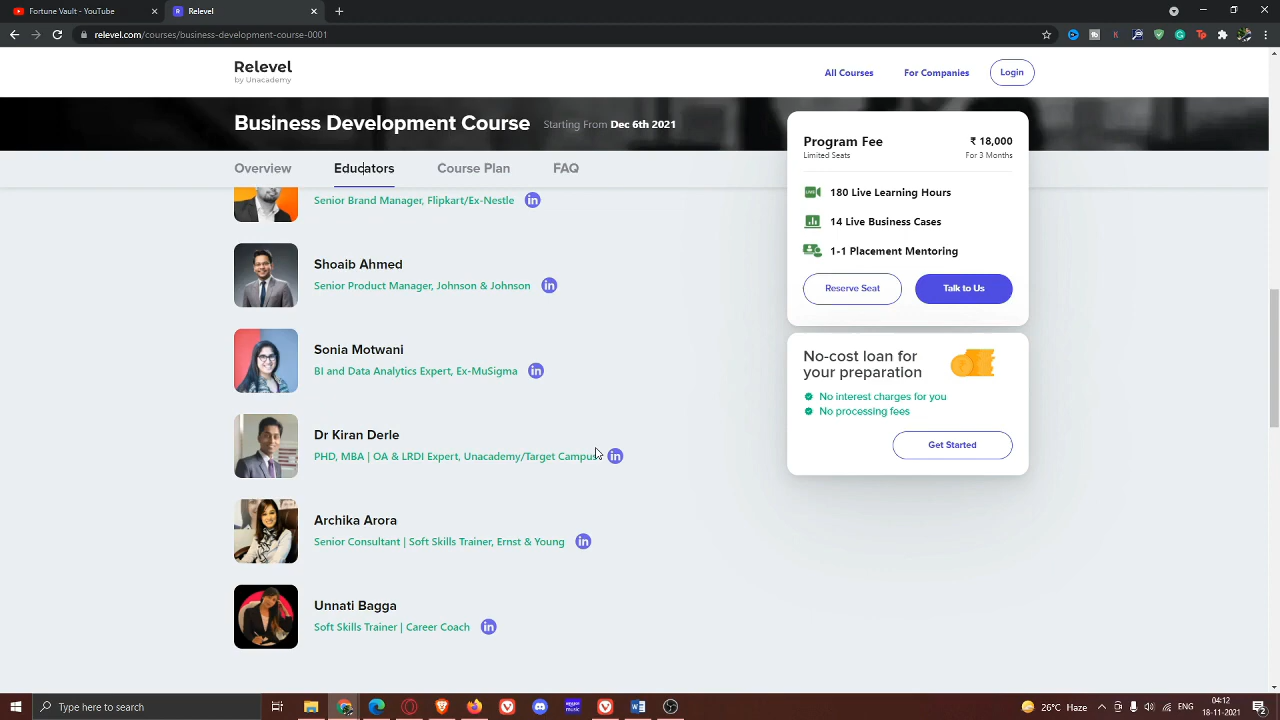 Fortune Vault - YouTube
Relevel
relevel.com/courses/business-development-course-0001
Relevel
by Unacademy
All Courses
For Companies
Login
Business Development Course
Starting From Dec 6th 2021
Overview
Educators
Course Plan
FAQ
Senior Brand Manager, Flipkart/Ex-Nestle
in
Shoaib Ahmed
Senior Product Manager, Johnson & Johnson
in
Sonia Motwani
BI and Data Analytics Expert, Ex-MuSigma
in
Dr Kiran Derle
PHD, MBA | OA & LRDI Expert, Unacademy/Target Campus
in
Archika Arora
Senior Consultant | Soft Skills Trainer, Ernst & Young
in
Unnati Bagga
Soft Skills Trainer | Career Coach
in
Program Fee
₹ 18,000
Limited Seats
For 3 Months
180 Live Learning Hours
14 Live Business Cases
1-1 Placement Mentoring
Reserve Seat
Talk to Us
No-cost loan for
your preparation
No interest charges for you
No processing fees
Get Started
Type here to search
26°C Haze
04:12
18-11-2021